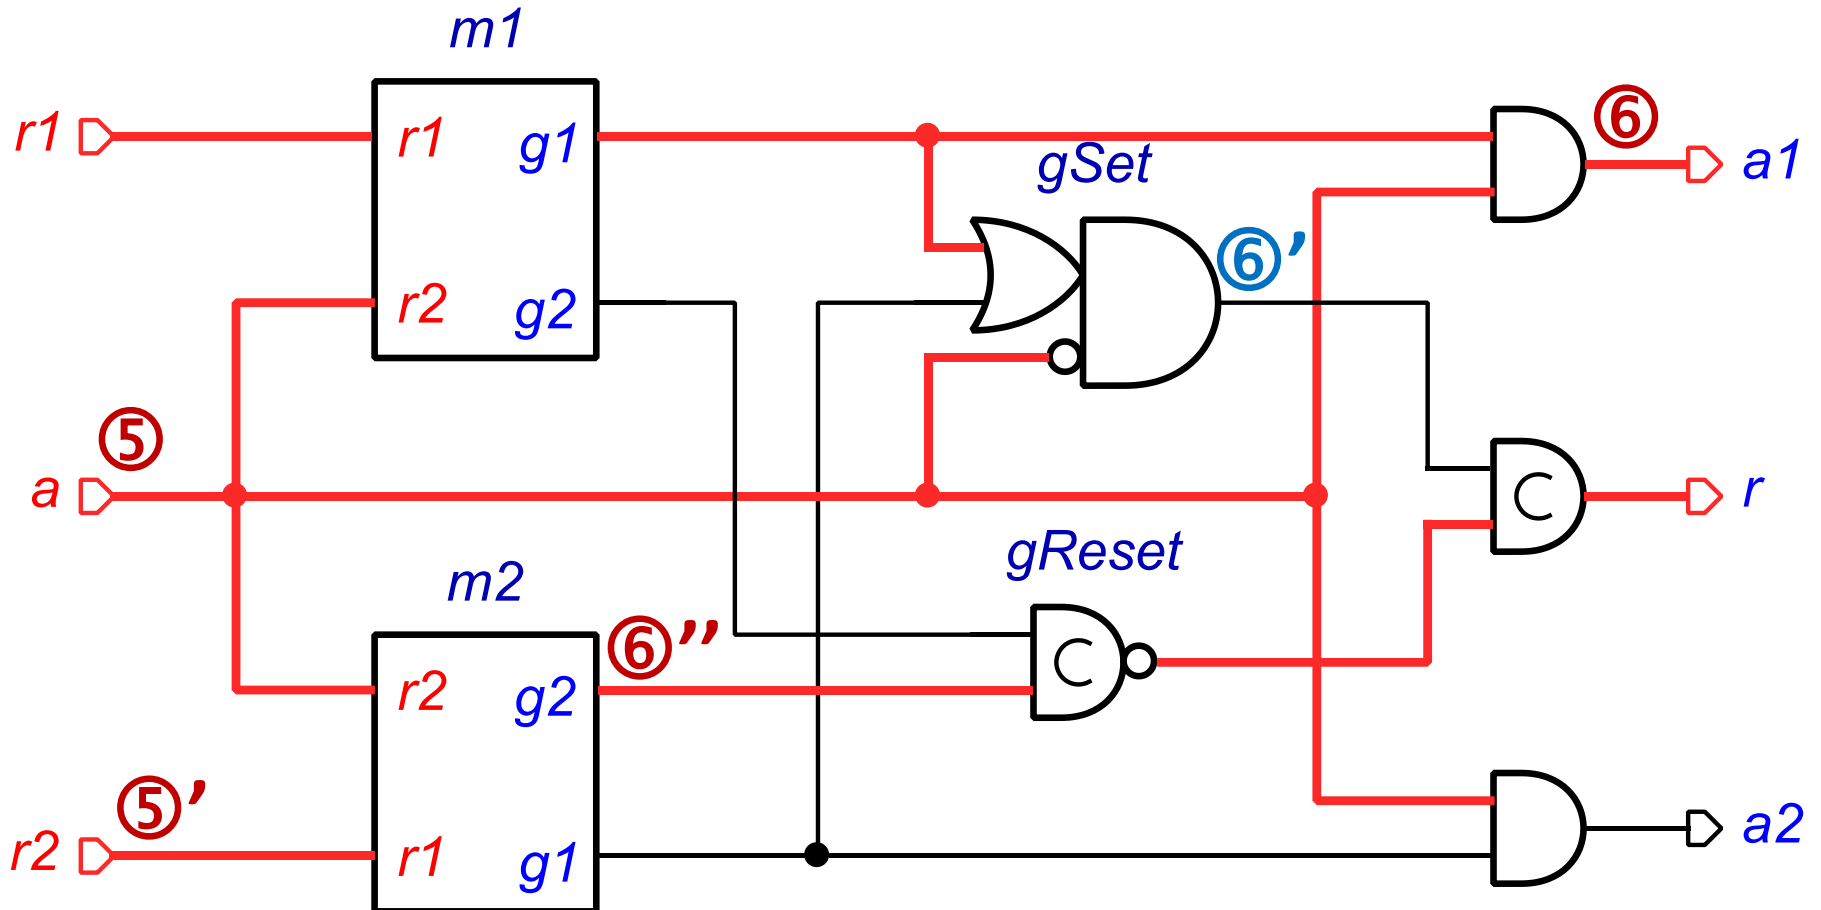 m1
r1
r1
g1
⑥
a1
gSet
⑥’
r2
g2
⑤
a
C
r
gReset
m2
⑥’’
C
r2
g2
⑤’
r2
r1
g1
a2